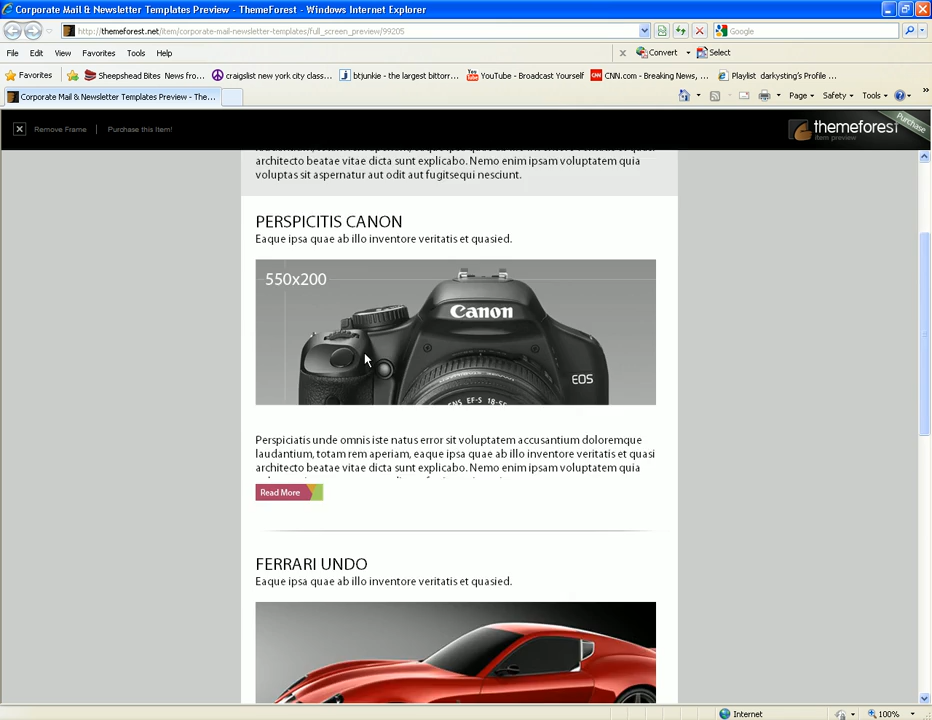 Corporate Mail & Newsletter Templates Preview - ThemeForest - Windows Internet Explorer
http://themeforest.net/item/corporate-mail-newsletter-templates/full_screen_preview/99205
Google
File Edit View Favorites Tools Help
Convert Select
Favorites Sheepshead Bites News fro... craigslist new york city class... btjunkie - the largest bittorr... YouTube - Broadcast Yourself CNN.com - Breaking News, ... Playlist darkysting's Profile ...
Corporate Mail & Newsletter Templates Preview - The...
Page Safety Tools
Remove Frame | Purchase this Item!
themeforest
item preview
Purchase
architecto beatae vitae dicta sunt explicabo. Nemo enim ipsam voluptatem quia
voluptas sit aspernatur aut odit aut fugitsequi nesciunt.
PERSPICITIS CANON
Eaque ipsa quae ab illo inventore veritatis et quasied.
550x200
Canon
EOS
EF-S 18-5
Perspiciatis unde omnis iste natus error sit voluptatem accusantium doloremque
laudantium, totam rem aperiam, eaque ipsa quae ab illo inventore veritatis et quasi
architecto beatae vitae dicta sunt explicabo. Nemo enim ipsam voluptatem quia
Read More
FERRARI UNDO
Eaque ipsa quae ab illo inventore veritatis et quasied.
Internet
100%